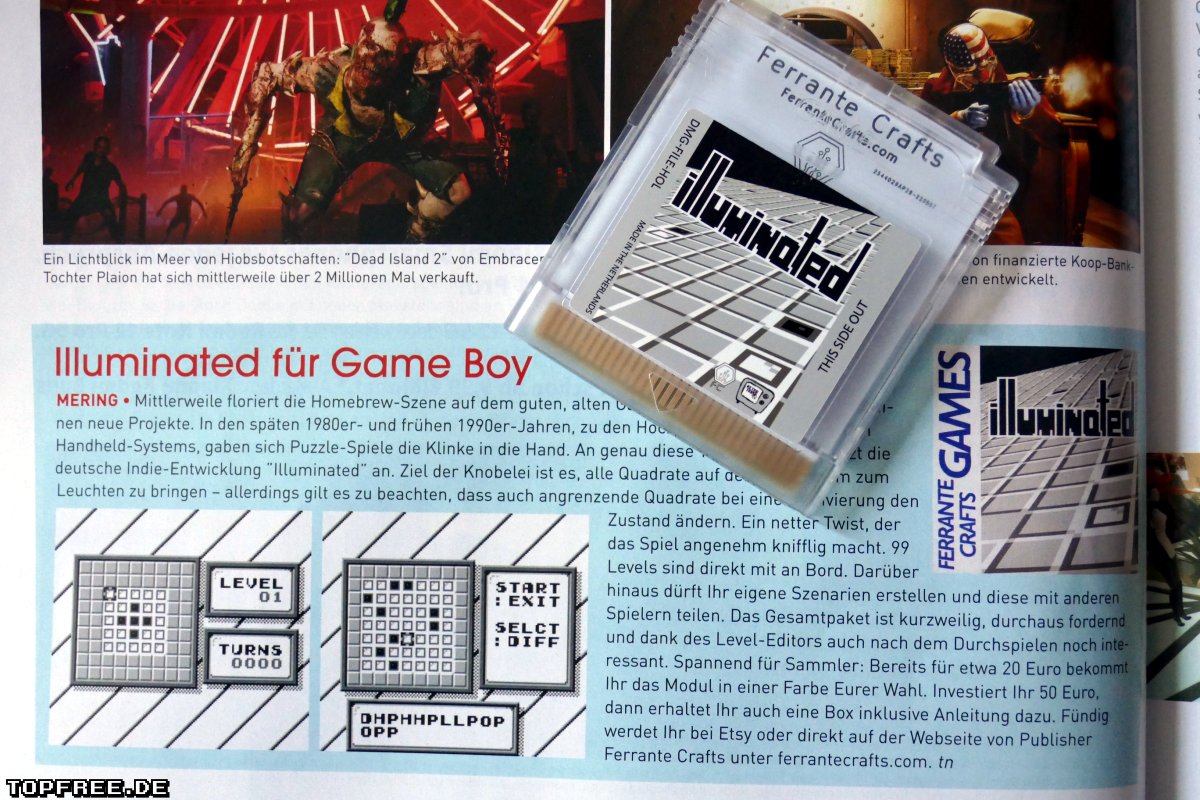 Ein Lichtblick im Meer von Hiobsbotschaften: "Dead Island 2" von Embracer
Tochter Plaion hat sich mittlerweile über 2 Millionen Mal verkauft.
on finanzierte Koop-Bank-
en entwickelt.
Ferrante Crafts
FerranteCrafts.com
DMG-FILE-HOL
illuminated
MADE IN THE NETHERLANDS
THIS SIDE OUT
Illuminated für Game Boy
MERING • Mittlerweile floriert die Homebrew-Szene auf dem guten, alten
nen neue Projekte. In den späten 1980er- und frühen 1990er-Jahren, zu den
Handheld-Systems, gaben sich Puzzle-Spiele die Klinke in die Hand. An genau diese die
deutsche Indie-Entwicklung "Illuminated" an. Ziel der Knobelei ist es, alle Quadrate auf zum
Leuchten zu bringen – allerdings gilt es zu beachten, dass auch angrenzende Quadrate bei den
Zustand ändern. Ein netter Twist, der
das Spiel angenehm knifflig macht. 99
Levels sind direkt mit an Bord. Darüber
hinaus dürft Ihr eigene Szenarien erstellen und diese mit anderen
Spielern teilen. Das Gesamtpaket ist kurzweilig, durchaus fordernd
und dank des Level-Editors auch nach dem Durchspielen noch inte-
ressant. Spannend für Sammler: Bereits für etwa 20 Euro bekommt
Ihr das Modul in einer Farbe Eurer Wahl. Investiert Ihr 50 Euro,
dann erhaltet Ihr auch eine Box inklusive Anleitung dazu. Fündig
werdet Ihr bei Etsy oder direkt auf der Webseite von Publisher
Ferrante Crafts unter ferrantecrafts.com. tn
LEVEL
01
TURNS
0000
START
:EXIT
SELCT
:DIFF
OHPHHPLLPOP
OPP
FERRANTE
CRAFTS
GAMES
illuminated
TOPFREE.DE